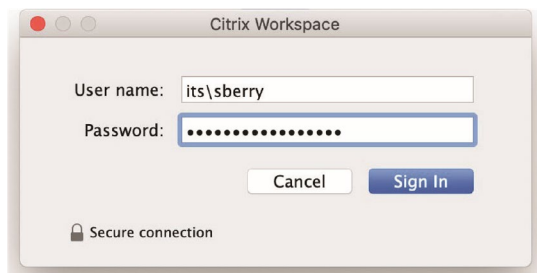 Citrix Workspace
User name: its\sberry
Password: •••••••••••••••••
Cancel Sign In
Secure connection